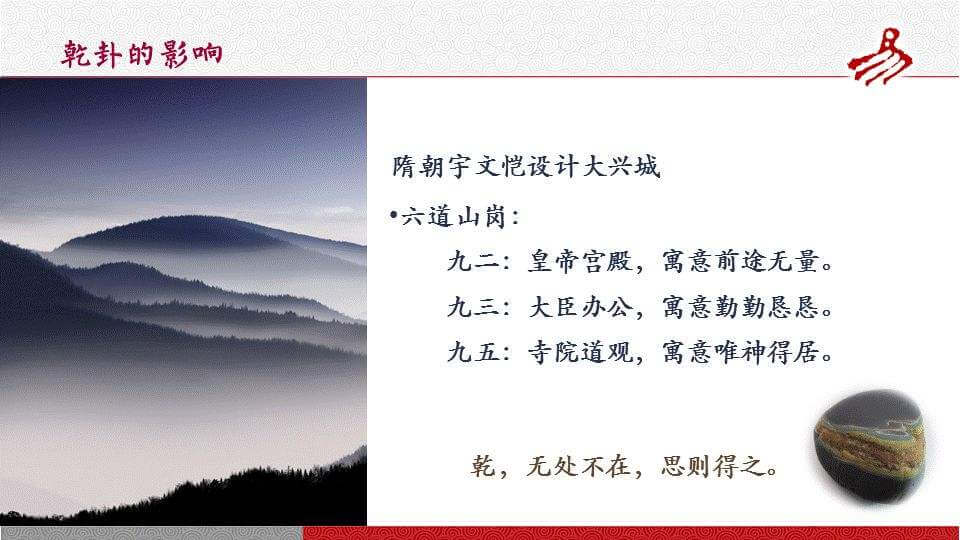 乾卦的影响
隋朝宇文恺设计大兴城
•六道山岗：
九二：皇帝宫殿，寓意前途无量。
九三：大臣办公，寓意勤勤恳恳。
九五：寺院道观，寓意唯神得居。
乾，无处不在，思则得之。